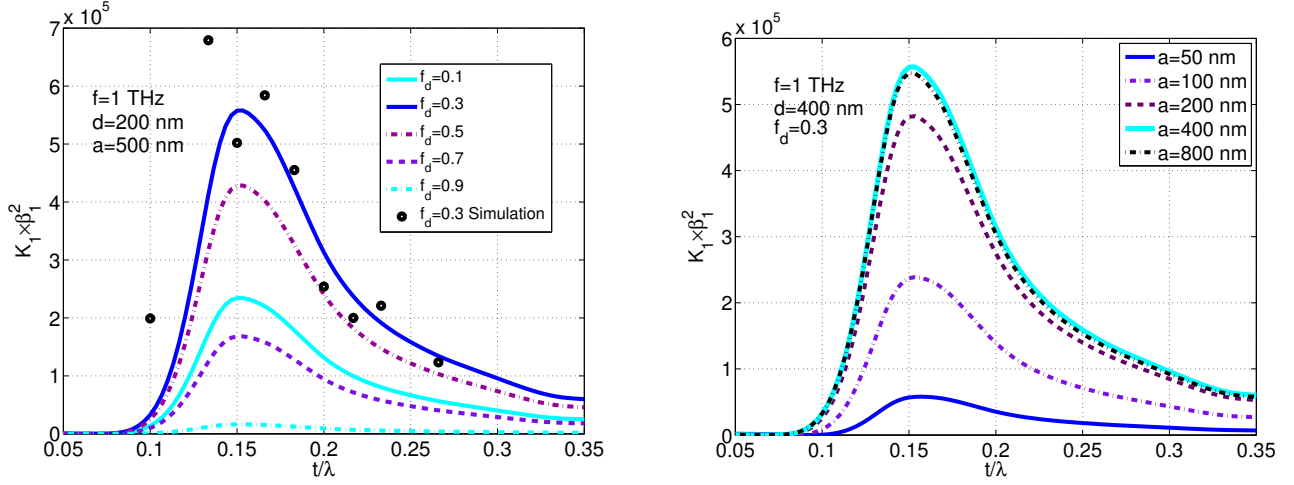 7 x 10^5
6
5
4
3
2
1
0
K_1×β_1^2
0.05 0.1 0.15 0.2 0.25 0.3 0.35
t/λ
f=1 THz
d=200 nm
a=500 nm
f_d=0.1
f_d=0.3
f_d=0.5
f_d=0.7
f_d=0.9
f_d=0.3 Simulation
6 x 10^5
5
4
3
2
1
0
K_1×β_1^2
0.05 0.10 0.15 0.2 0.25 0.3 0.35
t/λ
f=1 THz
d=400 nm
f_d=0.3
a=50 nm
a=100 nm
a=200 nm
a=400 nm
a=800 nm